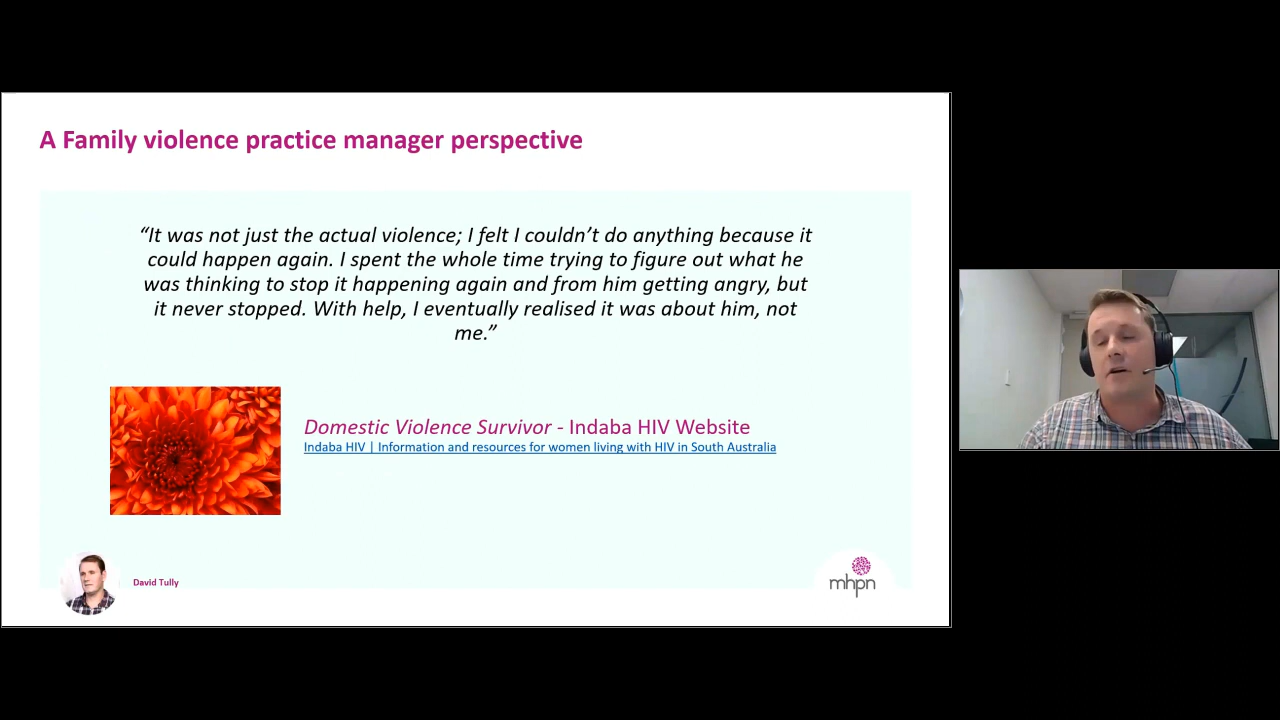 A Family violence practice manager perspective
“It was not just the actual violence; I felt I couldn’t do anything because it
could happen again. I spent the whole time trying to figure out what he
was thinking to stop it happening again and from him getting angry, but
it never stopped. With help, I eventually realised it was about him, not
me.”
Domestic Violence Survivor - Indaba HIV Website
Indaba HIV | Information and resources for women living with HIV in South Australia
David Tully
mhpn